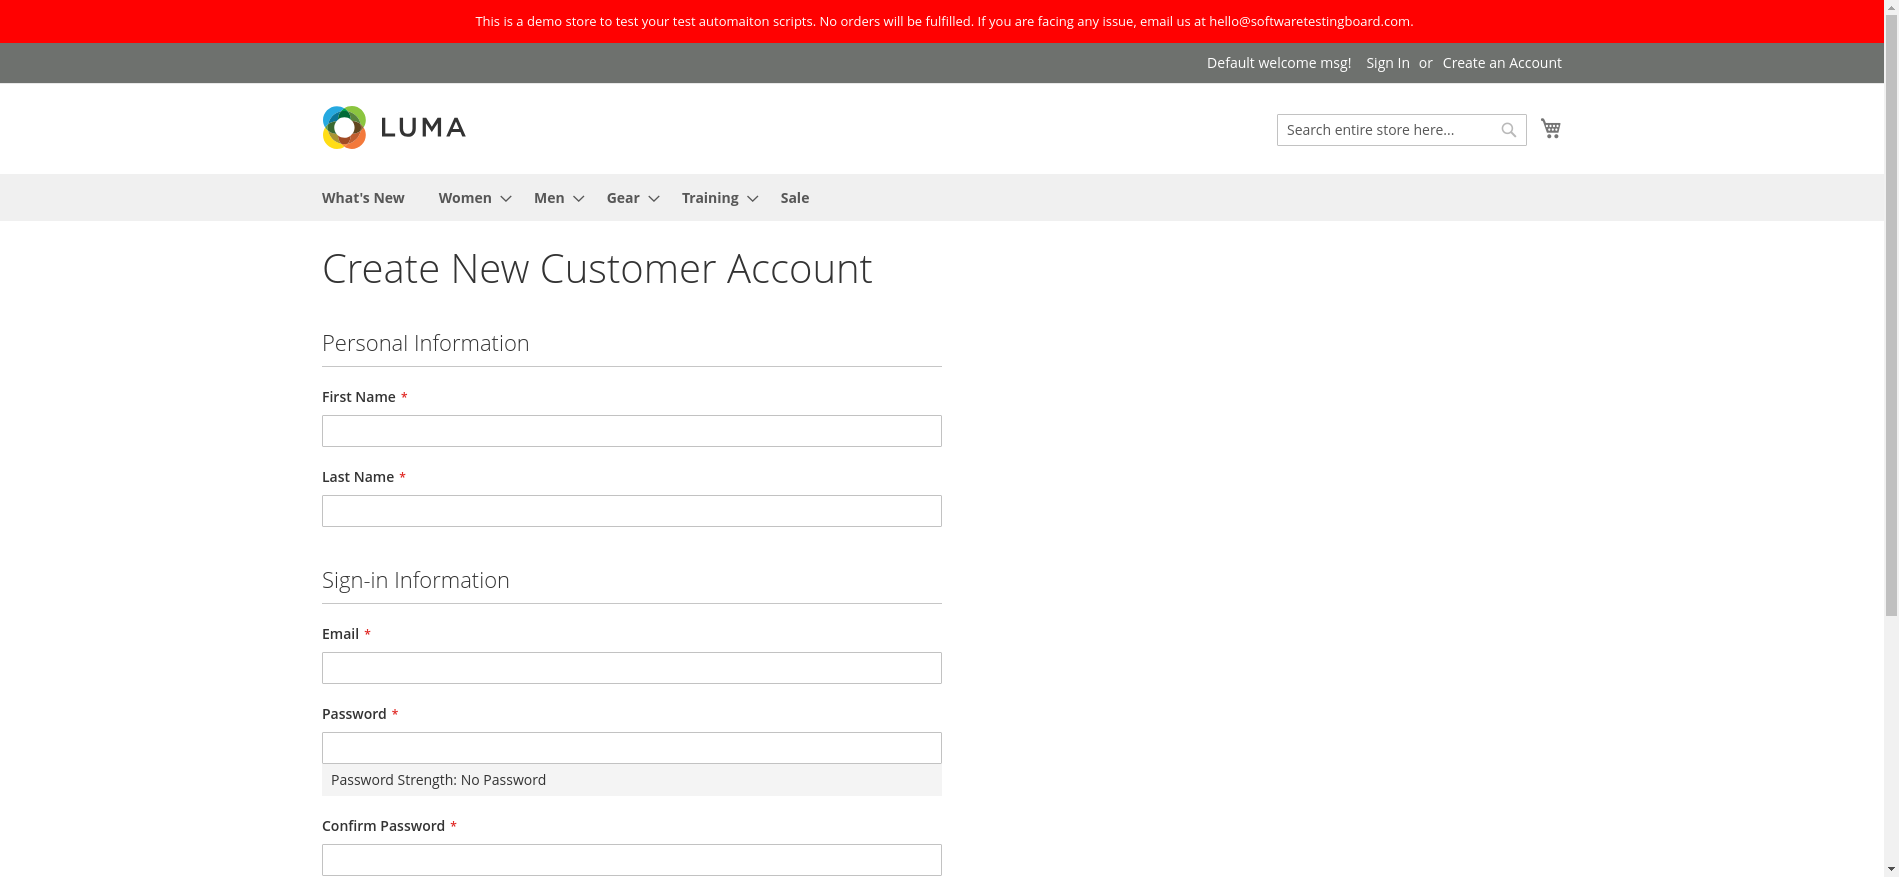 This is a demo store to test your test automaiton scripts. No orders will be fulfilled. If you are facing any issue, email us at hello@softwaretestingboard.com.
Default welcome msg! Sign In or Create an Account
LUMA
Search entire store here...
What's New Women Men Gear Training Sale
Create New Customer Account
Personal Information
First Name *
Last Name *
Sign-in Information
Email *
Password *
Password Strength: No Password
Confirm Password *